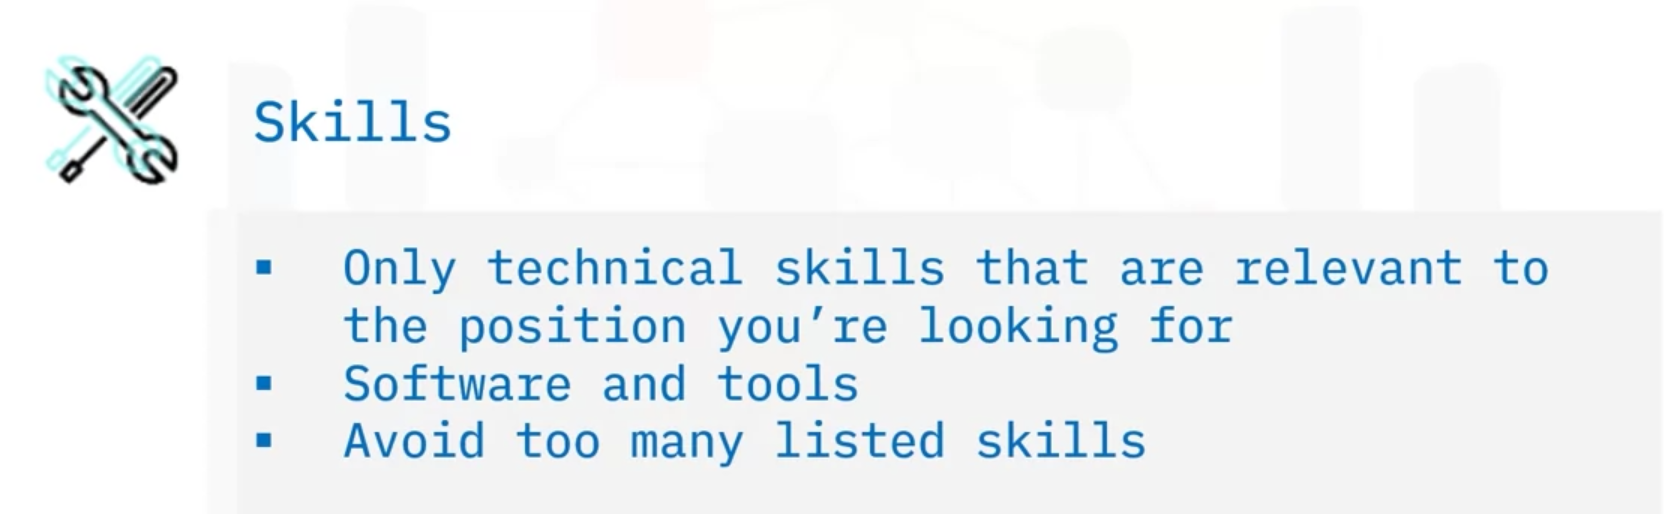 Skills
▪ Only technical skills that are relevant to
the position you’re looking for
▪ Software and tools
▪ Avoid too many listed skills